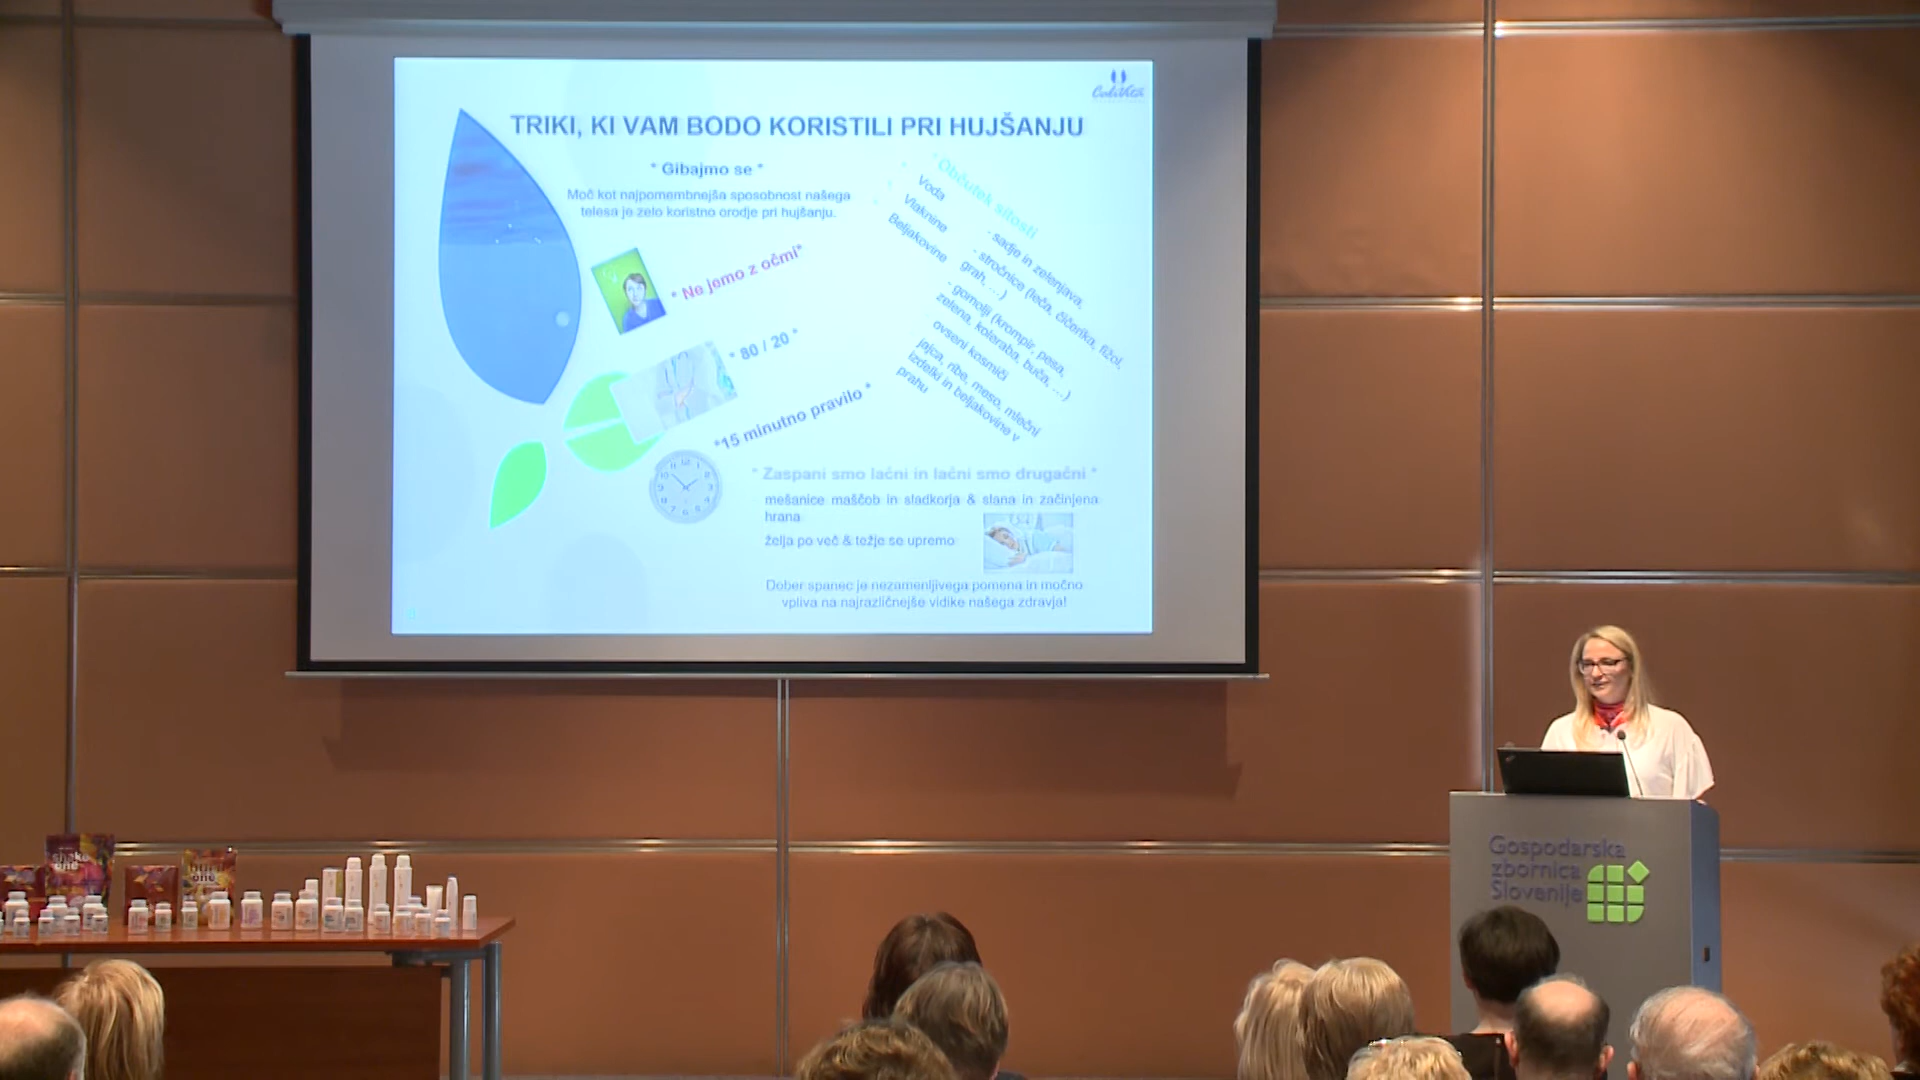 CaliVita
TRIKI, KI VAM BODO KORISTILI PRI HUJŠANJU
* Gibajmo se *
Moč kot najpomembnejša sposobnost našega
telesa je zelo koristno orodje pri hujšanju.
* Ne jemo z očmi*
* 80 / 20 *
*15 minutno pravilo *
* Občutek sitosti
Voda
Vlaknine
- sadje in zelenjava,
- stročnice (leča, čičerika, fižol,
grah, ...)
- gomolji (krompir, pesa,
zelena, koleraba, buča, ...)
ovseni kosmiči
Beljakovine
jajca, ribe, meso, mlečni
izdelki in beljakovine v
prahu
* Zaspani smo lačni in lačni smo drugačni *
mešanice maščob in sladkorja & slana in začinjena
hrana
želja po več & težje se upremo
Dober spanec je nezamenljivega pomena in močno
vpliva na najrazličnejše vidike našega zdravja!
Gospodarska
zbornica
Slovenije
shake
one